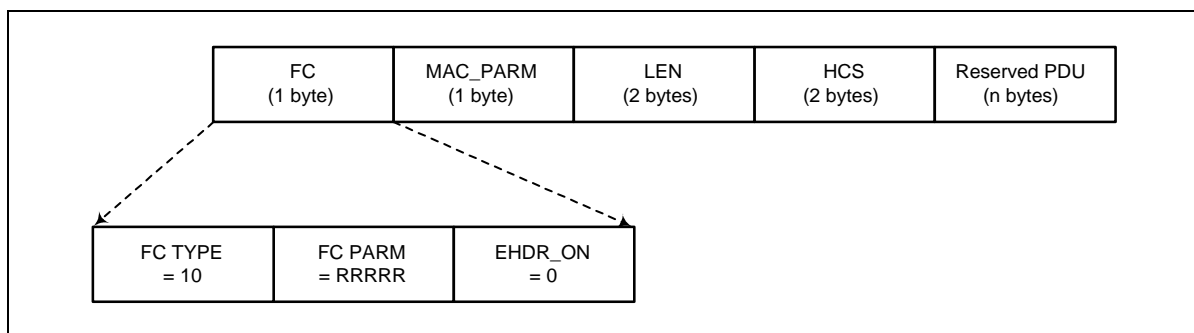 FC
(1 byte)
MAC_PARM
(1 byte)
LEN
(2 bytes)
HCS
(2 bytes)
Reserved PDU
(n bytes)
FC TYPE
= 10
FC PARM
= RRRRR
EHDR_ON
= 0